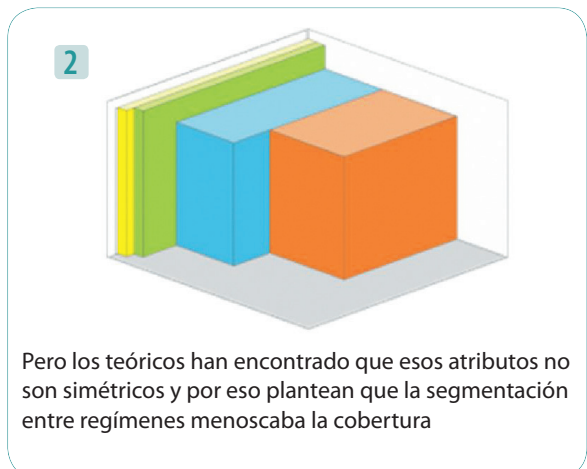 2
Pero los teóricos han encontrado que esos atributos no
son simétricos y por eso plantean que la segmentación
entre regímenes menoscaba la cobertura